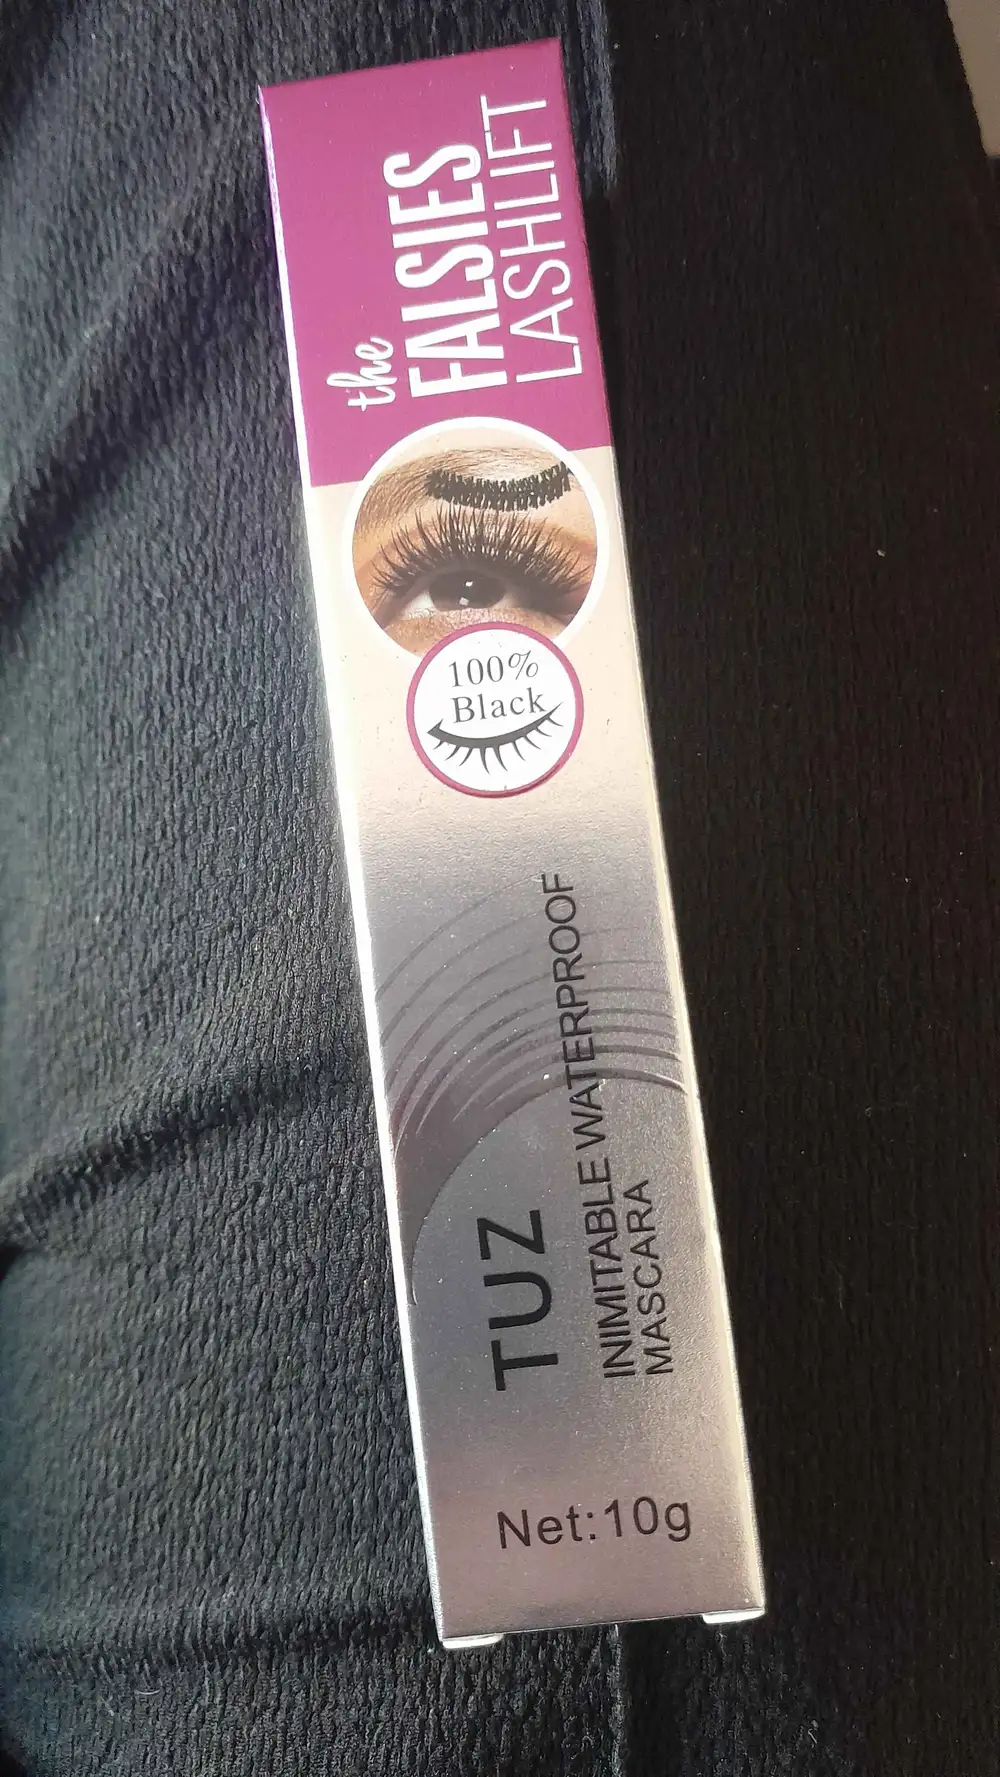 the
FALSIES
LASHLIFT
100%
Black
TUZ
INIMITABLE WATERPROOF
MASCARA
Net:10g